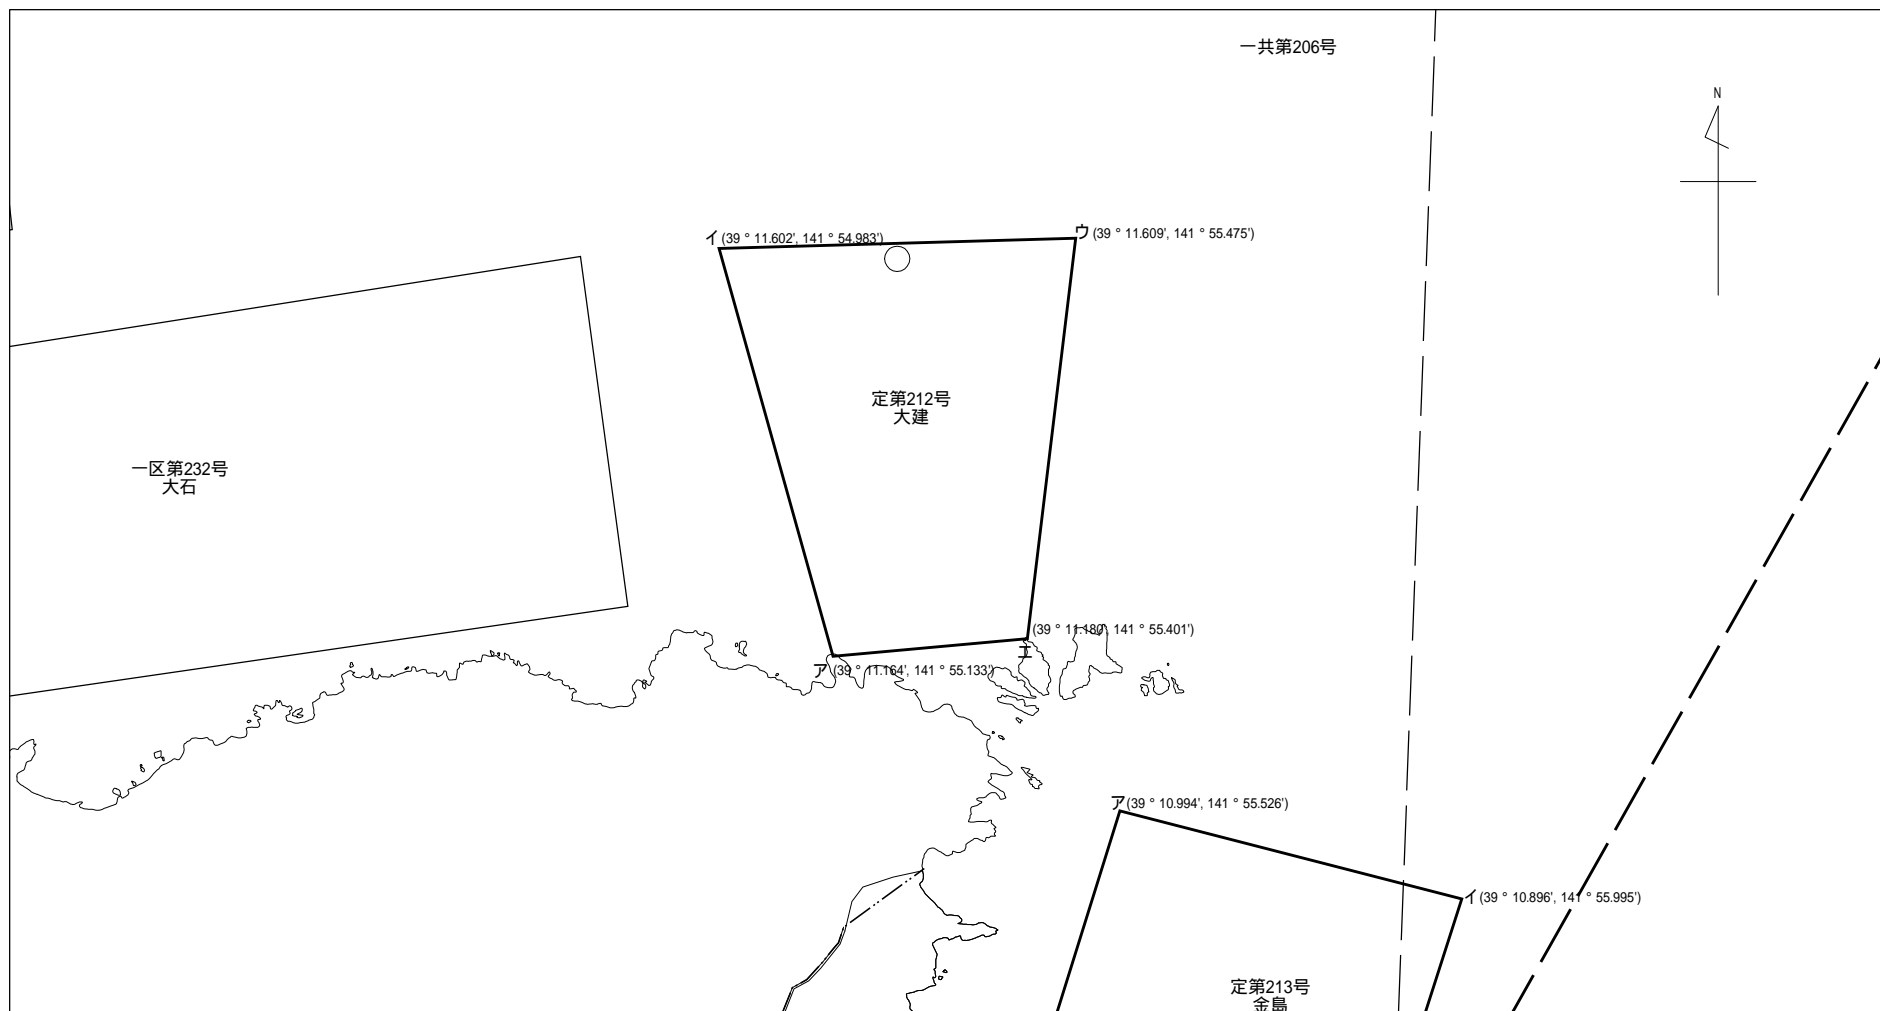 一共第206号
N
イ(39 ° 11.602', 141 ° 54.983')
ウ(39 ° 11.609', 141 ° 55.475')
定第212号
大建
一区第232号
大石
(39 ° 11.180', 141 ° 55.401')
エ
ア(39 ° 11.164', 141 ° 55.133')
ア(39 ° 10.994', 141 ° 55.526')
イ(39 ° 10.896', 141 ° 55.995')
定第213号
金島